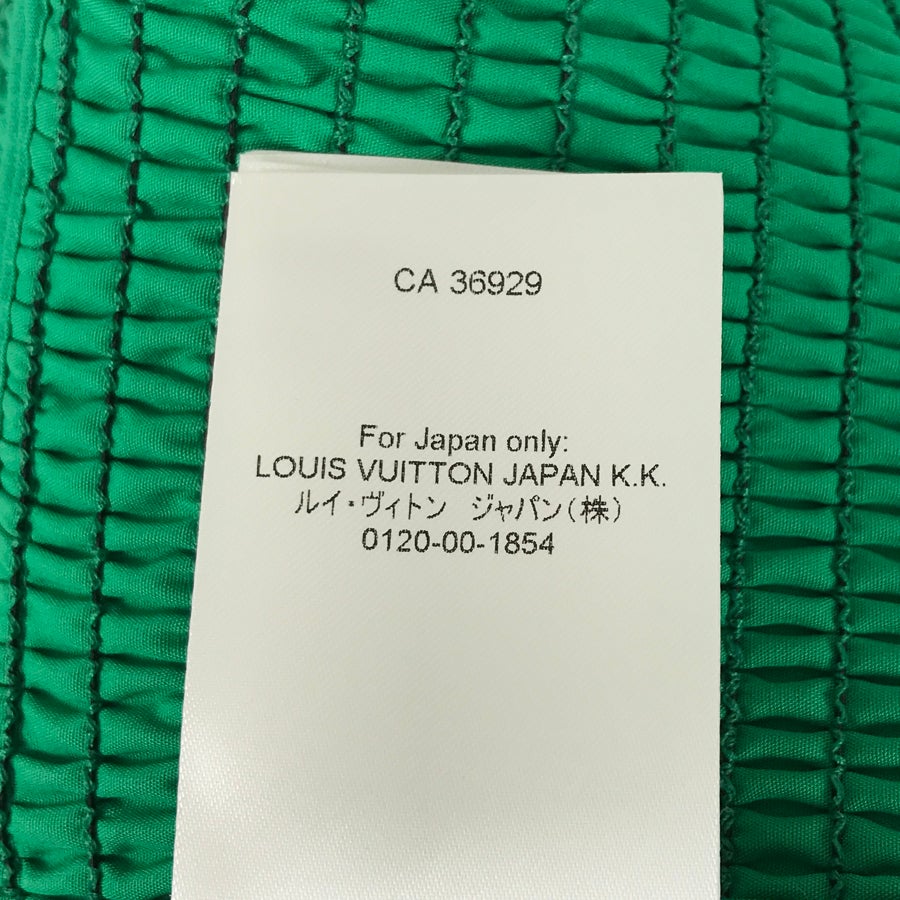 CA 36929
For Japan only:
LOUIS VUITTON JAPAN K.K.
ルイ・ヴィトン ジャパン(株)
0120-00-1854